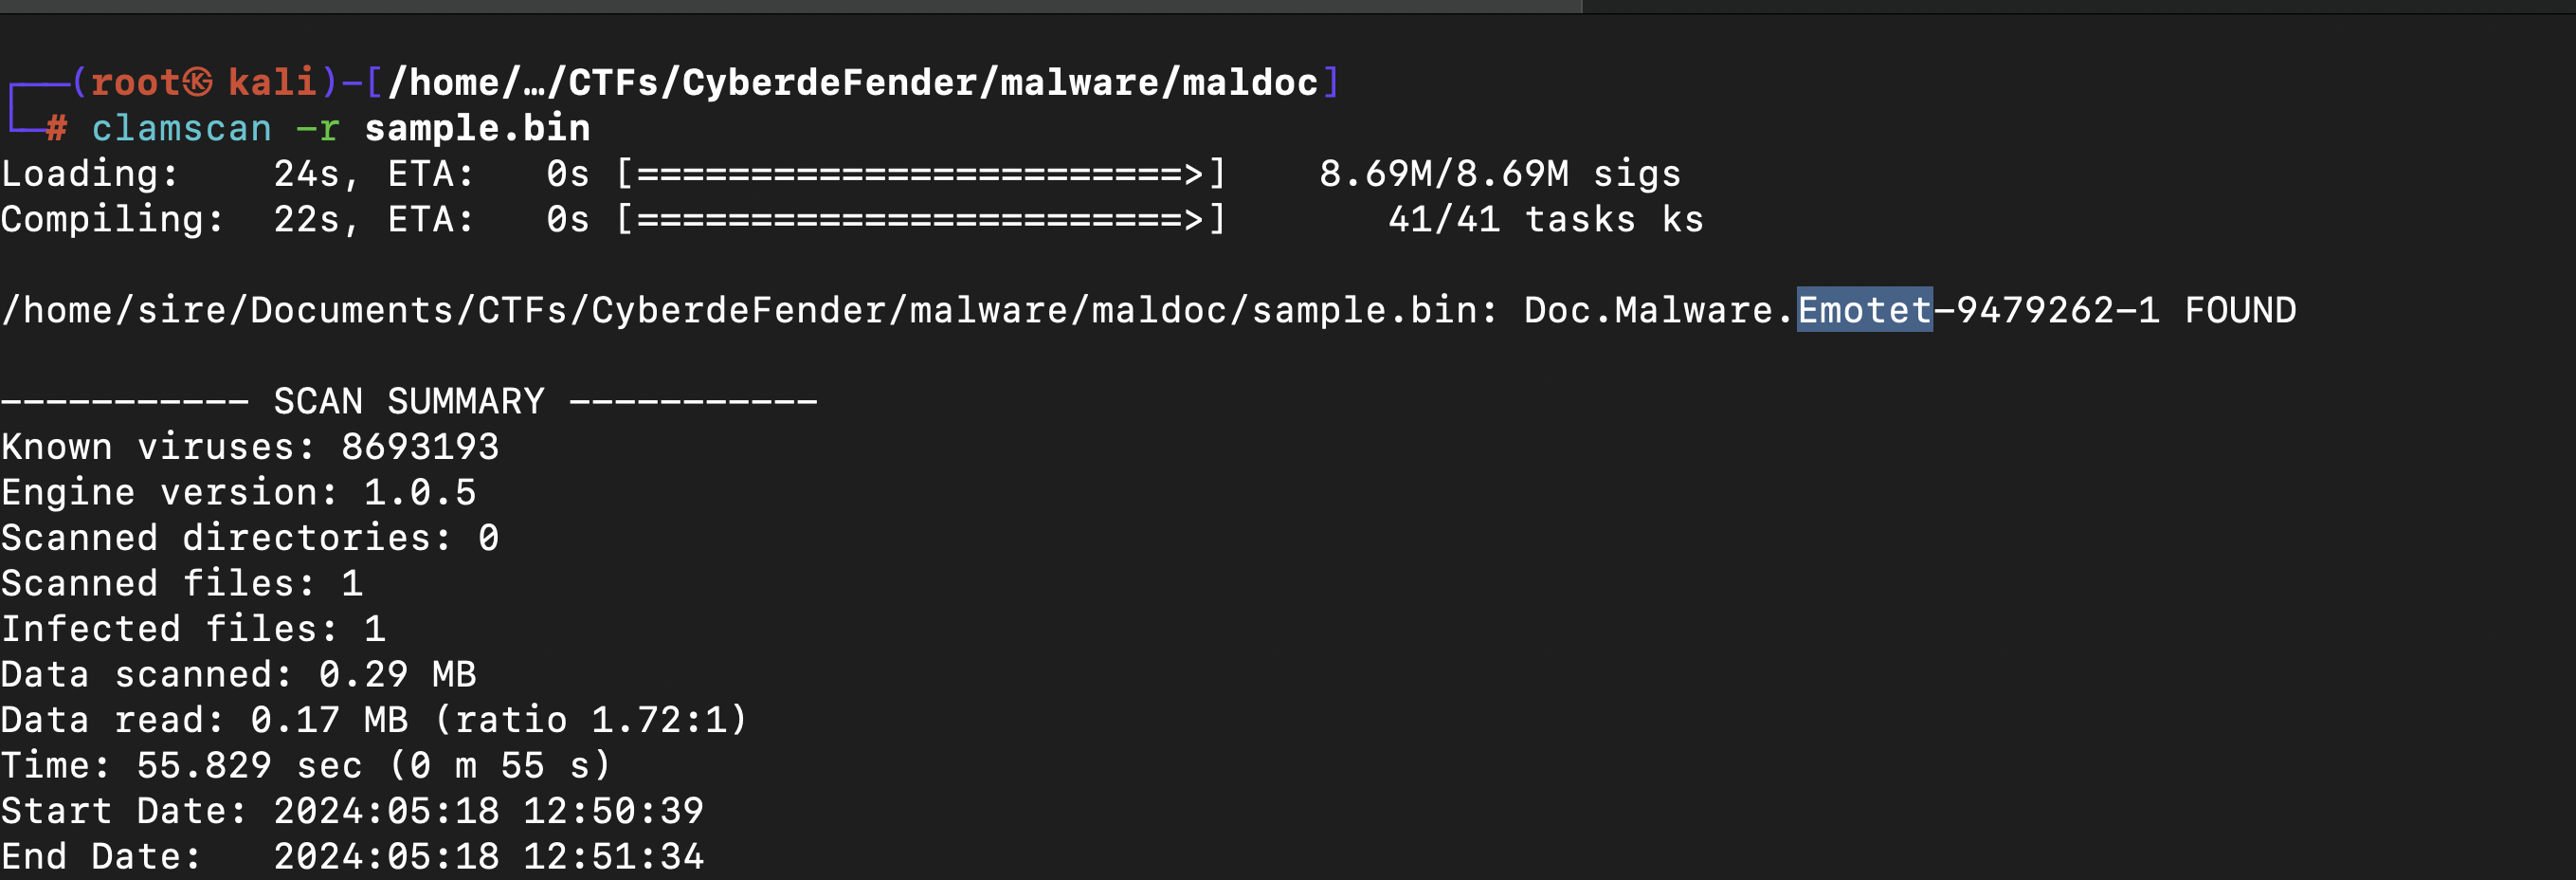 ┌──(root㉿kali)-[/home/…/CTFs/CyberdeFender/malware/maldoc]
└─# clamscan -r sample.bin
Loading:    24s, ETA:   0s [========================>]    8.69M/8.69M sigs
Compiling:  22s, ETA:   0s [========================>]       41/41 tasks ks
/home/sire/Documents/CTFs/CyberdeFender/malware/maldoc/sample.bin: Doc.Malware.Emotet-9479262-1 FOUND
----------- SCAN SUMMARY -----------
Known viruses: 8693193
Engine version: 1.0.5
Scanned directories: 0
Scanned files: 1
Infected files: 1
Data scanned: 0.29 MB
Data read: 0.17 MB (ratio 1.72:1)
Time: 55.829 sec (0 m 55 s)
Start Date: 2024:05:18 12:50:39
End Date:   2024:05:18 12:51:34